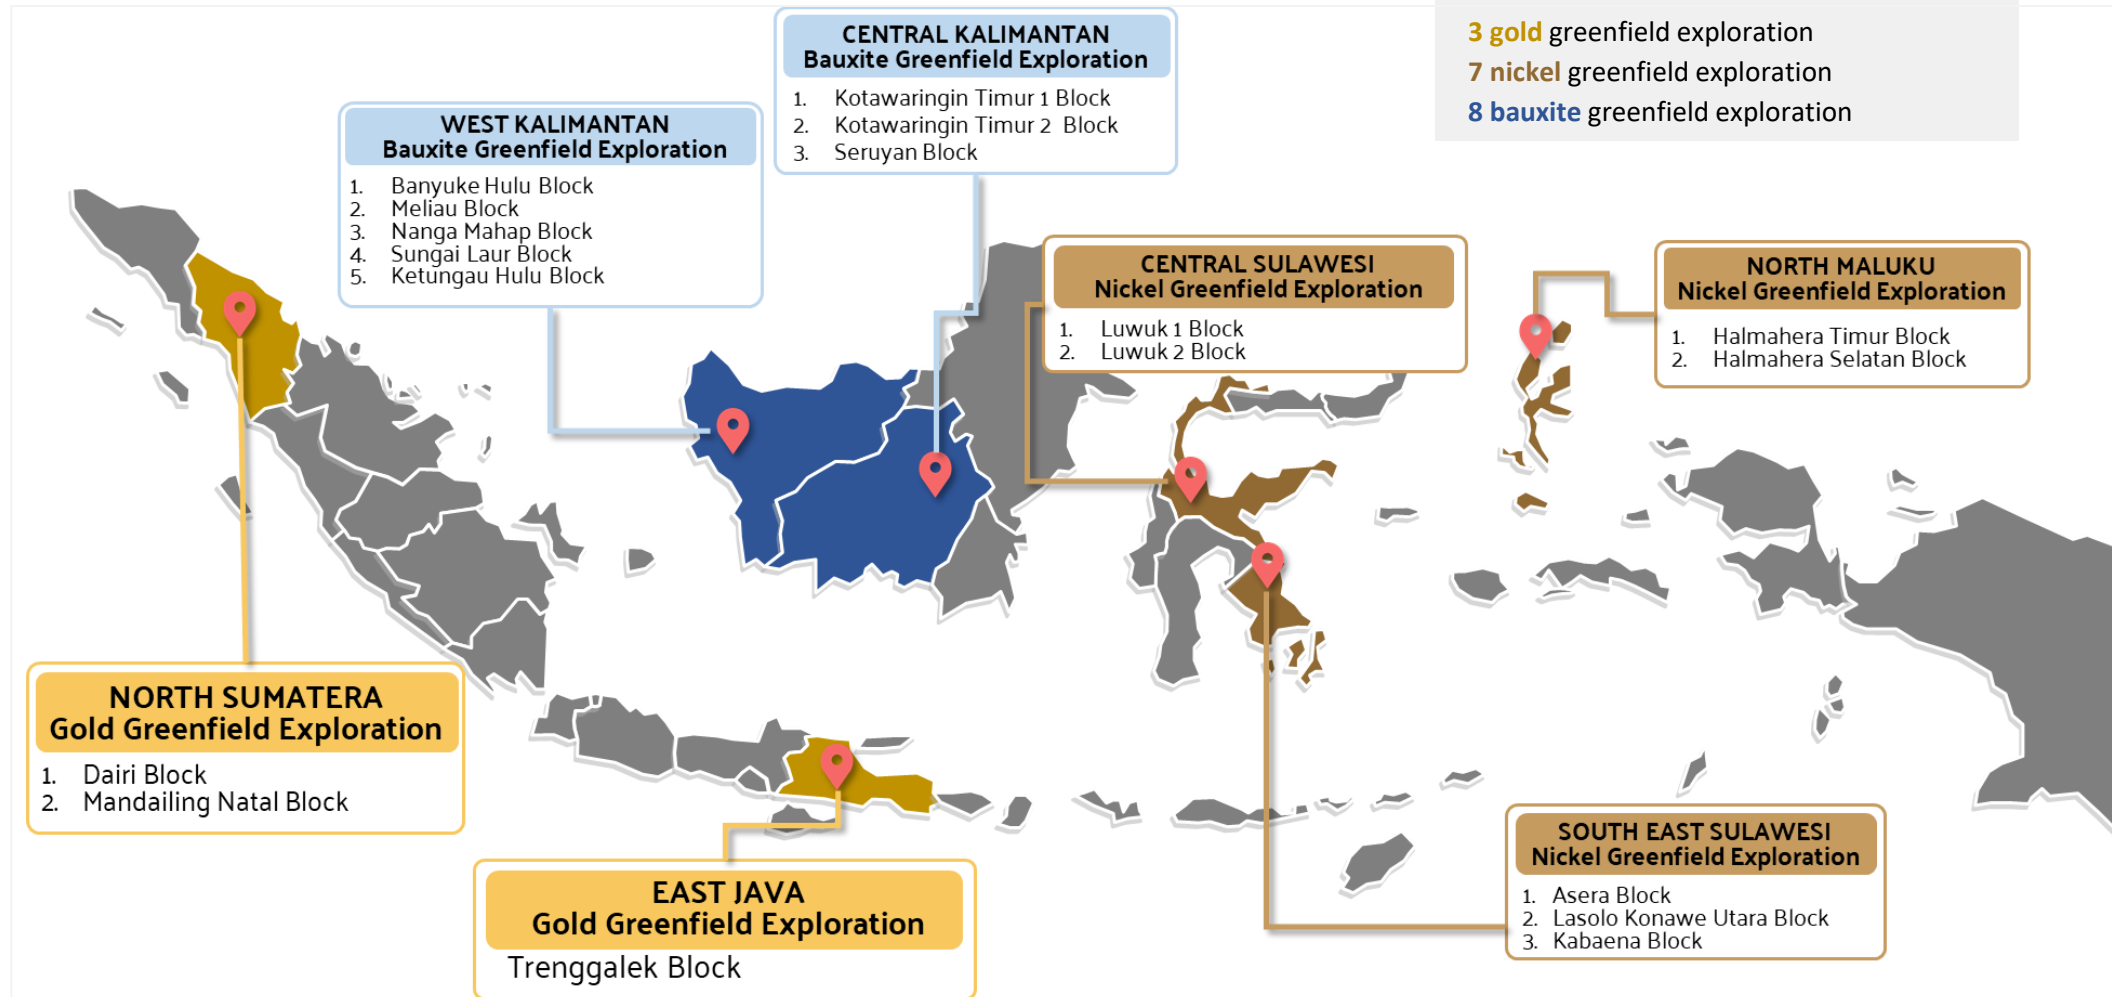 3 gold greenfield exploration
7 nickel greenfield exploration
8 bauxite greenfield exploration
CENTRAL KALIMANTAN
Bauxite Greenfield Exploration
1. Kotawaringin Timur 1 Block
2. Kotawaringin Timur 2 Block
3. Seruyan Block
WEST KALIMANTAN
Bauxite Greenfield Exploration
1. Banyuke Hulu Block
2. Meliau Block
3. Nanga Mahap Block
4. Sungai Laur Block
5. Ketungau Hulu Block
CENTRAL SULAWESI
Nickel Greenfield Exploration
1. Luwuk 1 Block
2. Luwuk 2 Block
NORTH MALUKU
Nickel Greenfield Exploration
1. Halmahera Timur Block
2. Halmahera Selatan Block
NORTH SUMATERA
Gold Greenfield Exploration
1. Dairi Block
2. Mandailing Natal Block
EAST JAVA
Gold Greenfield Exploration
Trenggalek Block
SOUTH EAST SULAWESI
Nickel Greenfield Exploration
1. Asera Block
2. Lasolo Konawe Utara Block
3. Kabaena Block